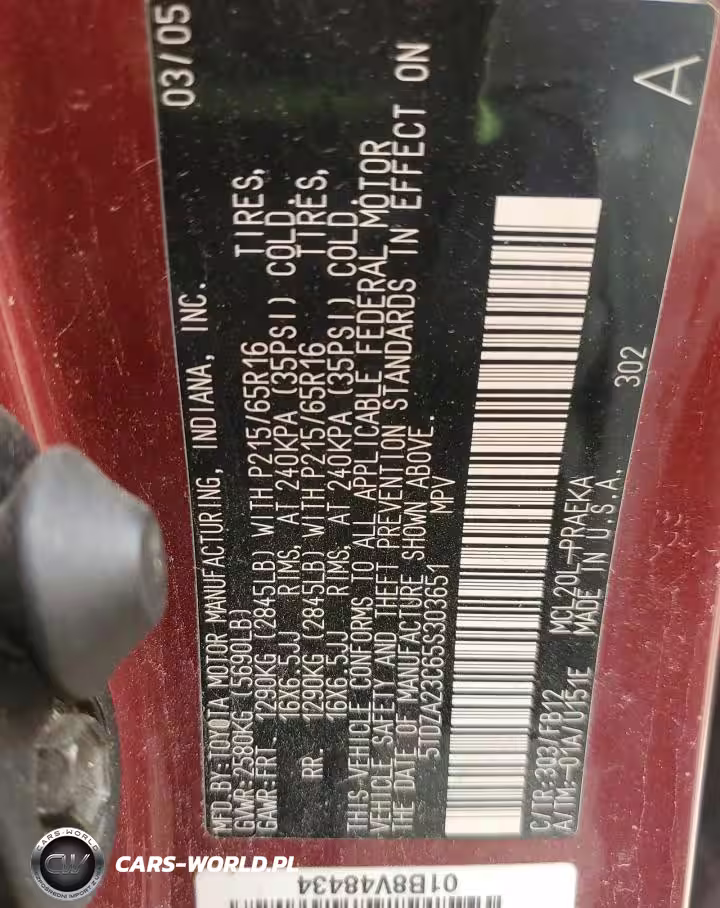 MFD.BY:TOYOTA MOTOR MANUFACTURING, INDIANA, INC. 03/05
GVWR:2580KG (5690LB)
GAWR:FRT. 1290KG (2845LB) WITH P215/65R16 TIRES,
16X6.5JJ RIMS, AT 240KPA (35PSI) COLD.
RR. 1290KG (2845LB) WITH P215/65R16 TIRES,
16X6.5JJ RIMS, AT 240KPA (35PSI) COLD.
THIS VEHICLE CONFORMS TO ALL APPLICABLE FEDERAL MOTOR
VEHICLE SAFETY AND THEFT PREVENTION STANDARDS IN EFFECT ON
THE DATE OF MANUFACTURE SHOWN ABOVE.
5TDZA23C65S303651 MPV
C/TR:3Q3/FB12 MCL20L-PRAEKA
A/TM:-01A/U151E MADE IN U.S.A.
302
A
01B8V48434
CARS-WORLD
CW
CARS-WORLD.PL